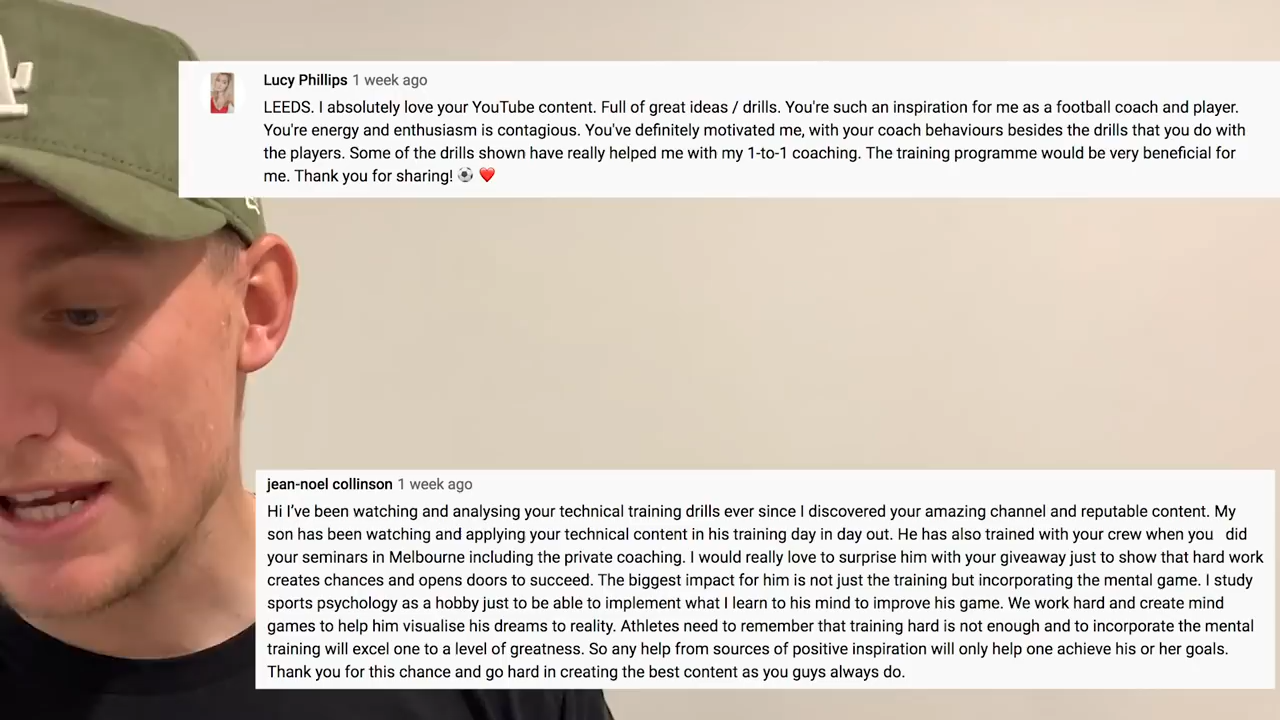 Lucy Phillips 1 week ago
LEEDS. I absolutely love your YouTube content. Full of great ideas / drills. You're such an inspiration for me as a football coach and player.
You're energy and enthusiasm is contagious. You've definitely motivated me, with your coach behaviours besides the drills that you do with
the players. Some of the drills shown have really helped me with my 1-to-1 coaching. The training programme would be very beneficial for
me. Thank you for sharing! ⚽ ❤️
jean-noel collinson 1 week ago
Hi I've been watching and analysing your technical training drills ever since I discovered your amazing channel and reputable content. My
son has been watching and applying your technical content in his training day in day out. He has also trained with your crew when you did
your seminars in Melbourne including the private coaching. I would really love to surprise him with your giveaway just to show that hard work
creates chances and opens doors to succeed. The biggest impact for him is not just the training but incorporating the mental game. I study
sports psychology as a hobby just to be able to implement what I learn to his mind to improve his game. We work hard and create mind
games to help him visualise his dreams to reality. Athletes need to remember that training hard is not enough and to incorporate the mental
training will excel one to a level of greatness. So any help from sources of positive inspiration will only help one achieve his or her goals.
Thank you for this chance and go hard in creating the best content as you guys always do.